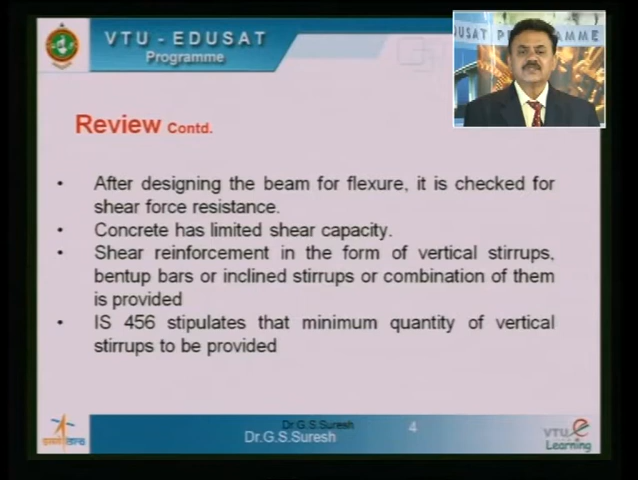 VTU - EDUSAT
Programme
EDUSAT PROGRAMME
Review Contd.
• After designing the beam for flexure, it is checked for
shear force resistance.
• Concrete has limited shear capacity.
• Shear reinforcement in the form of vertical stirrups,
bentup bars or inclined stirrups or combination of them
is provided
• IS 456 stipulates that minimum quantity of vertical
stirrups to be provided
Dr.G.S.Suresh
Dr.G.S.Suresh
4
isro
VTU e
Learning